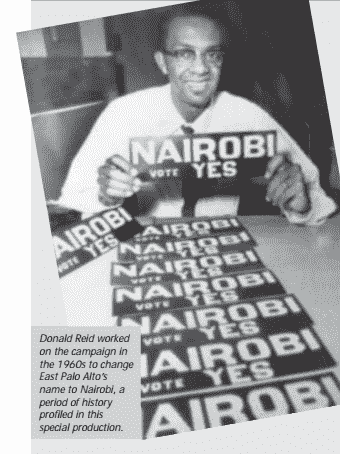 NAIROBI
VOTE YES
AIROBI
VOTE YES
NAIROBI
VOTE YES
NAIROBI
VOTE YES
NAIROBI
VOTE YES
NAIROBI
VOTE YES
NAIROBI
VOTE YES
NAIROBI
VOTE YES
AIROBI
Donald Reid worked
on the campaign in
the 1960s to change
East Palo Alto's
name to Nairobi, a
period of history
profiled in this
special production.